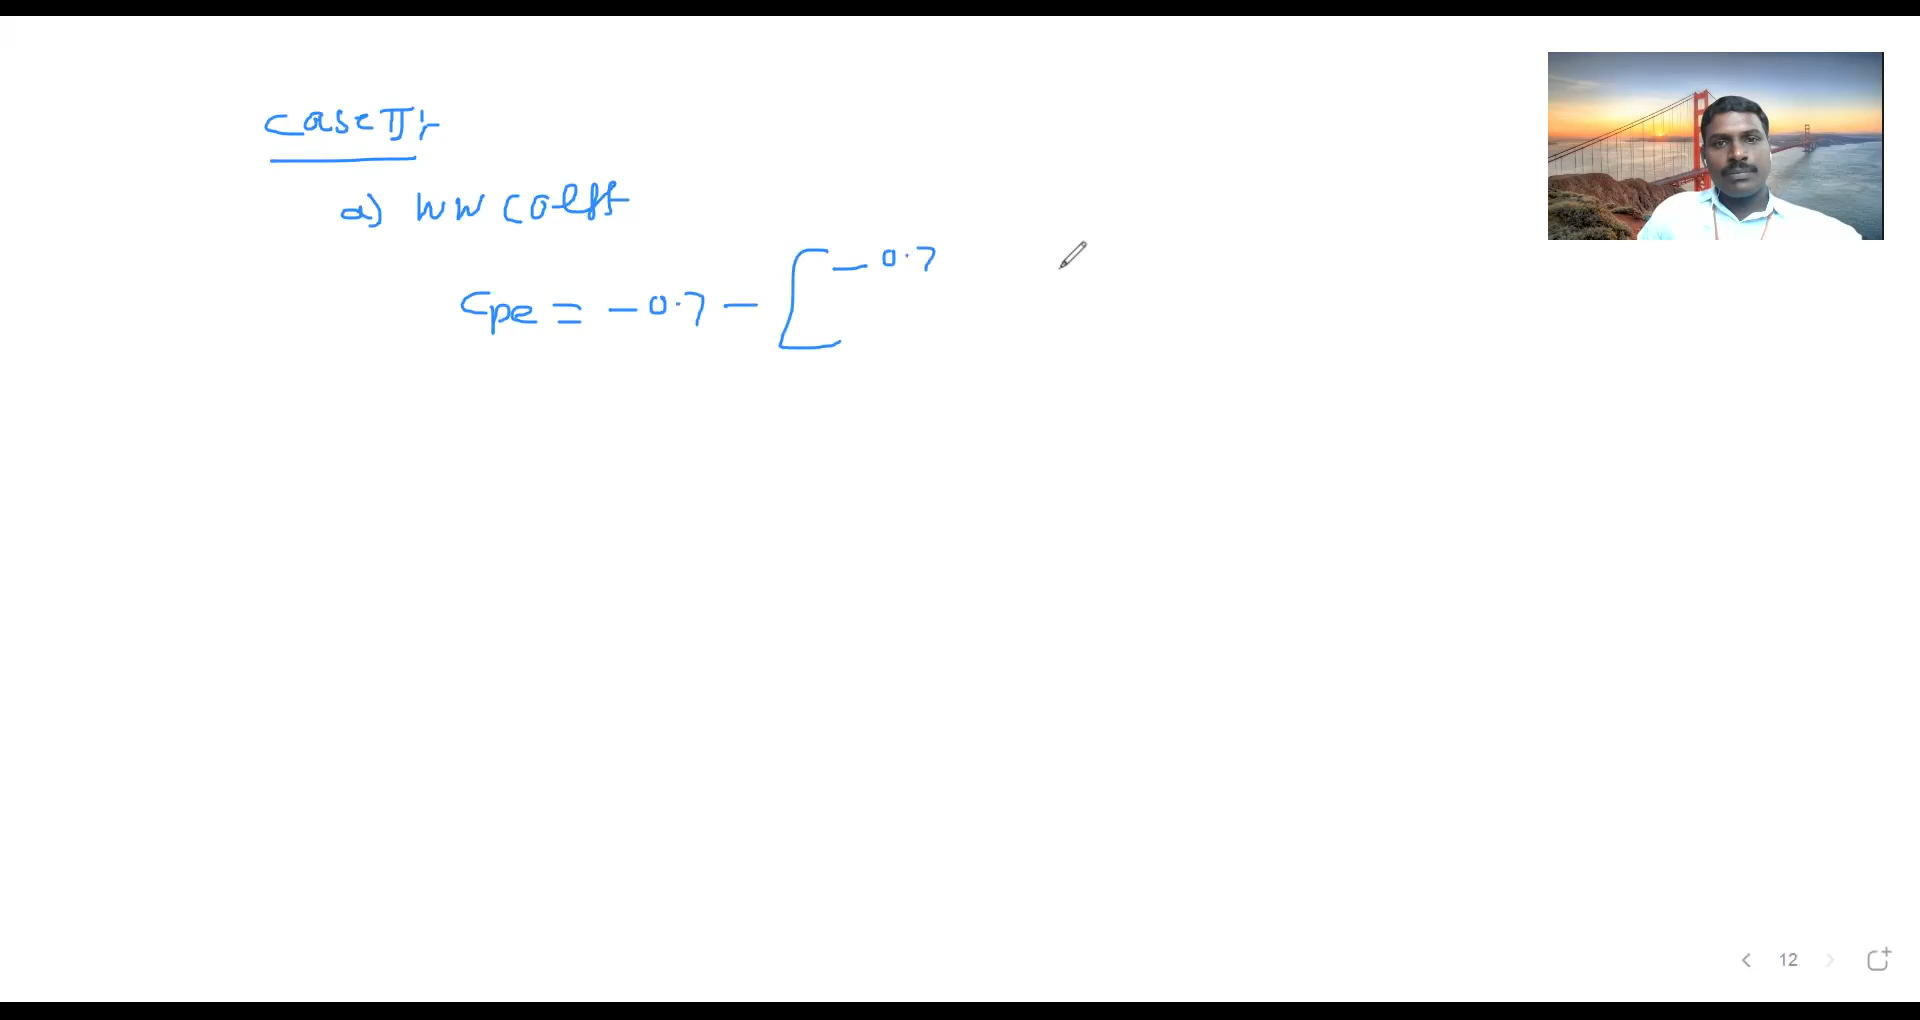 Case II:-
a) WW Coeff
Cpe = -0.7 - [ -0.7
12